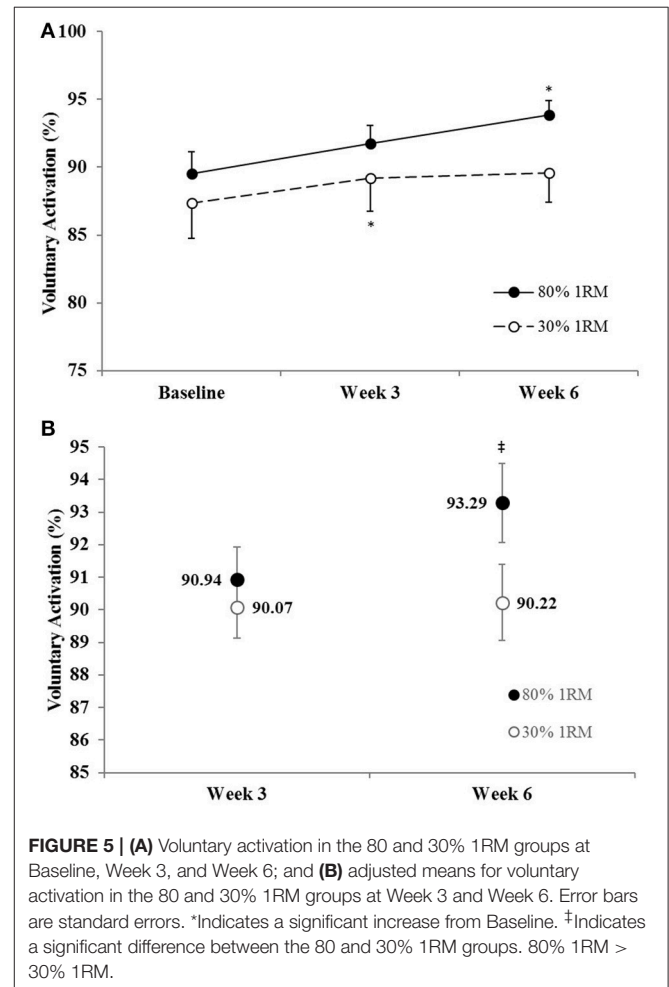 A
100
95
90
85
80
75
Volutnary Activation (%)
*
*
80% 1RM
30% 1RM
Baseline Week 3 Week 6
B
95
94
93
92
91
90
89
88
87
86
85
Voluntary Activation (%)
‡
90.94
90.07
93.29
90.22
80% 1RM
30% 1RM
Week 3 Week 6
FIGURE 5 | (A) Voluntary activation in the 80 and 30% 1RM groups at
Baseline, Week 3, and Week 6; and (B) adjusted means for voluntary
activation in the 80 and 30% 1RM groups at Week 3 and Week 6. Error bars
are standard errors. *Indicates a significant increase from Baseline. ‡Indicates
a significant difference between the 80 and 30% 1RM groups. 80% 1RM >
30% 1RM.